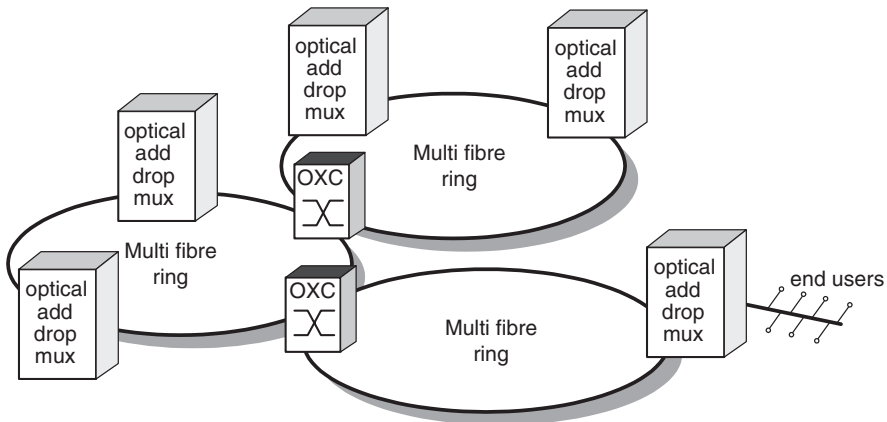 optical
add
drop
mux
optical
add
drop
mux
optical
add
drop
mux
Multi fibre
ring
OXC
Multi fibre
ring
optical
add
drop
mux
OXC
optical
add
drop
mux
end users
Multi fibre
ring